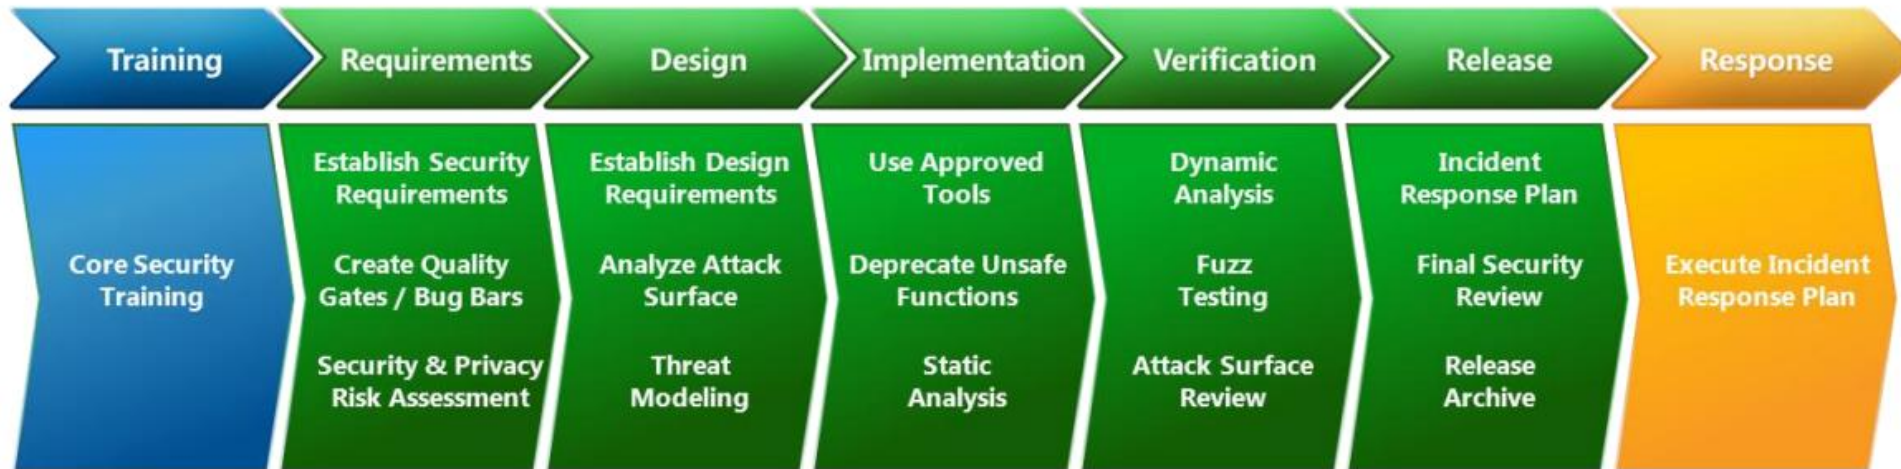 Training
Requirements
Design
Implementation
Verification
Release
Response
Core Security
Training
Establish Security
Requirements
Create Quality
Gates / Bug Bars
Security & Privacy
Risk Assessment
Establish Design
Requirements
Analyze Attack
Surface
Threat
Modeling
Use Approved
Tools
Deprecate Unsafe
Functions
Static
Analysis
Dynamic
Analysis
Fuzz
Testing
Attack Surface
Review
Incident
Response Plan
Final Security
Review
Release
Archive
Execute Incident
Response Plan